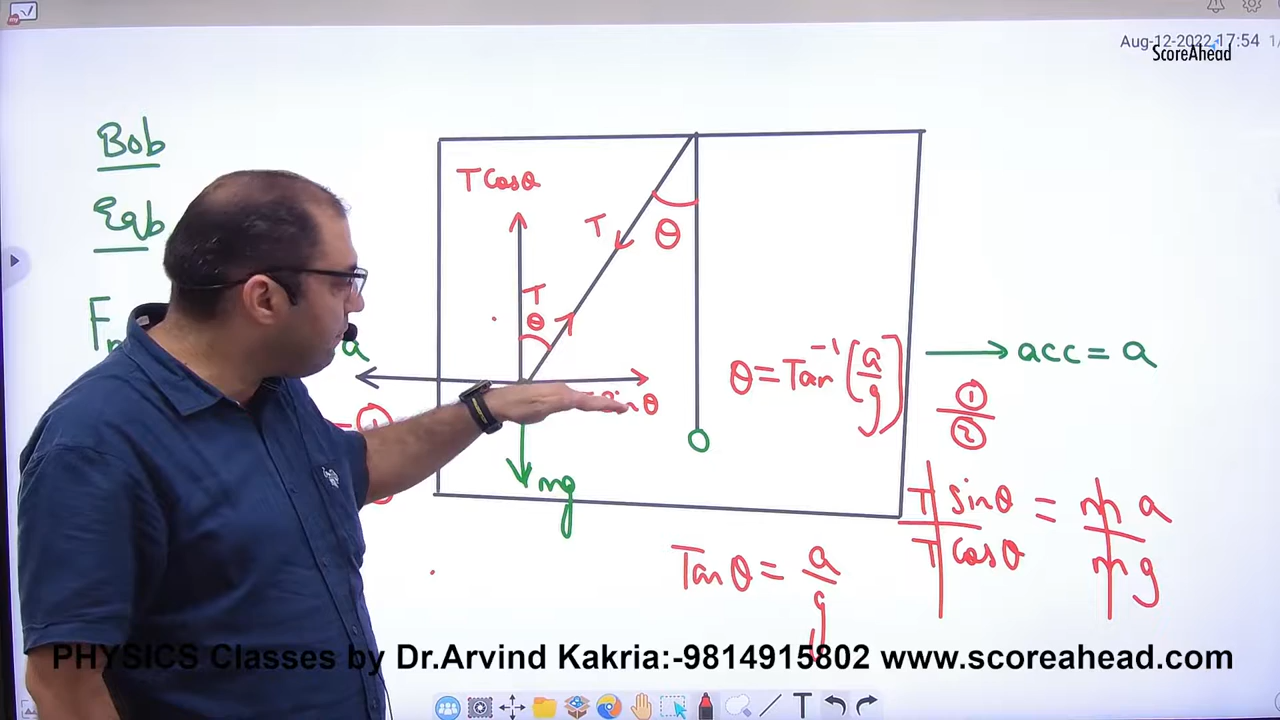 Aug-12-2022 17:54
ScoreAhead
Bob
Eqb
T Cosθ
T
θ
T
θ
a
acc = a
θ = Tan⁻¹(a/g)
①/②
mg
T sinθ / T cosθ = m a / m g
Tanθ = a/g
PHYSICS Classes by Dr.Arvind Kakria:-9814915802 www.scoreahead.com